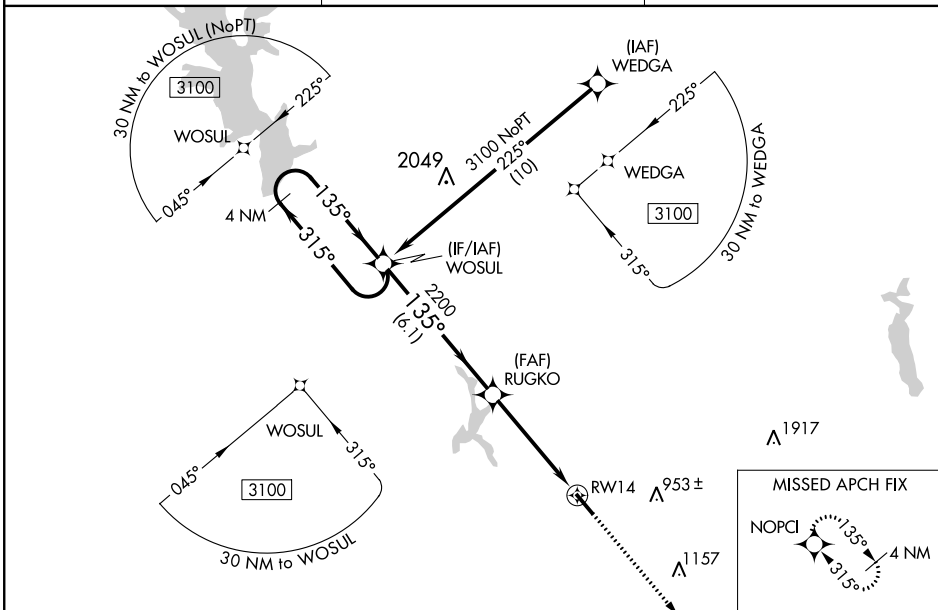 30 NM to WOSUL (NoPT)
3100
225°
WOSUL
045°
(IAF)
WEDGA
3100 NoPT
225°
(10)
2049
225°
WEDGA
3100
315°
30 NM to WEDGA
4 NM
135°
315°
(IF/IAF)
WOSUL
2200
135°
(6.1)
(FAF)
RUGKO
WOSUL
045°
315°
3100
30 NM to WOSUL
RW14
953 ±
1917
1157
MISSED APCH FIX
NOPCI
135°
315°
4 NM